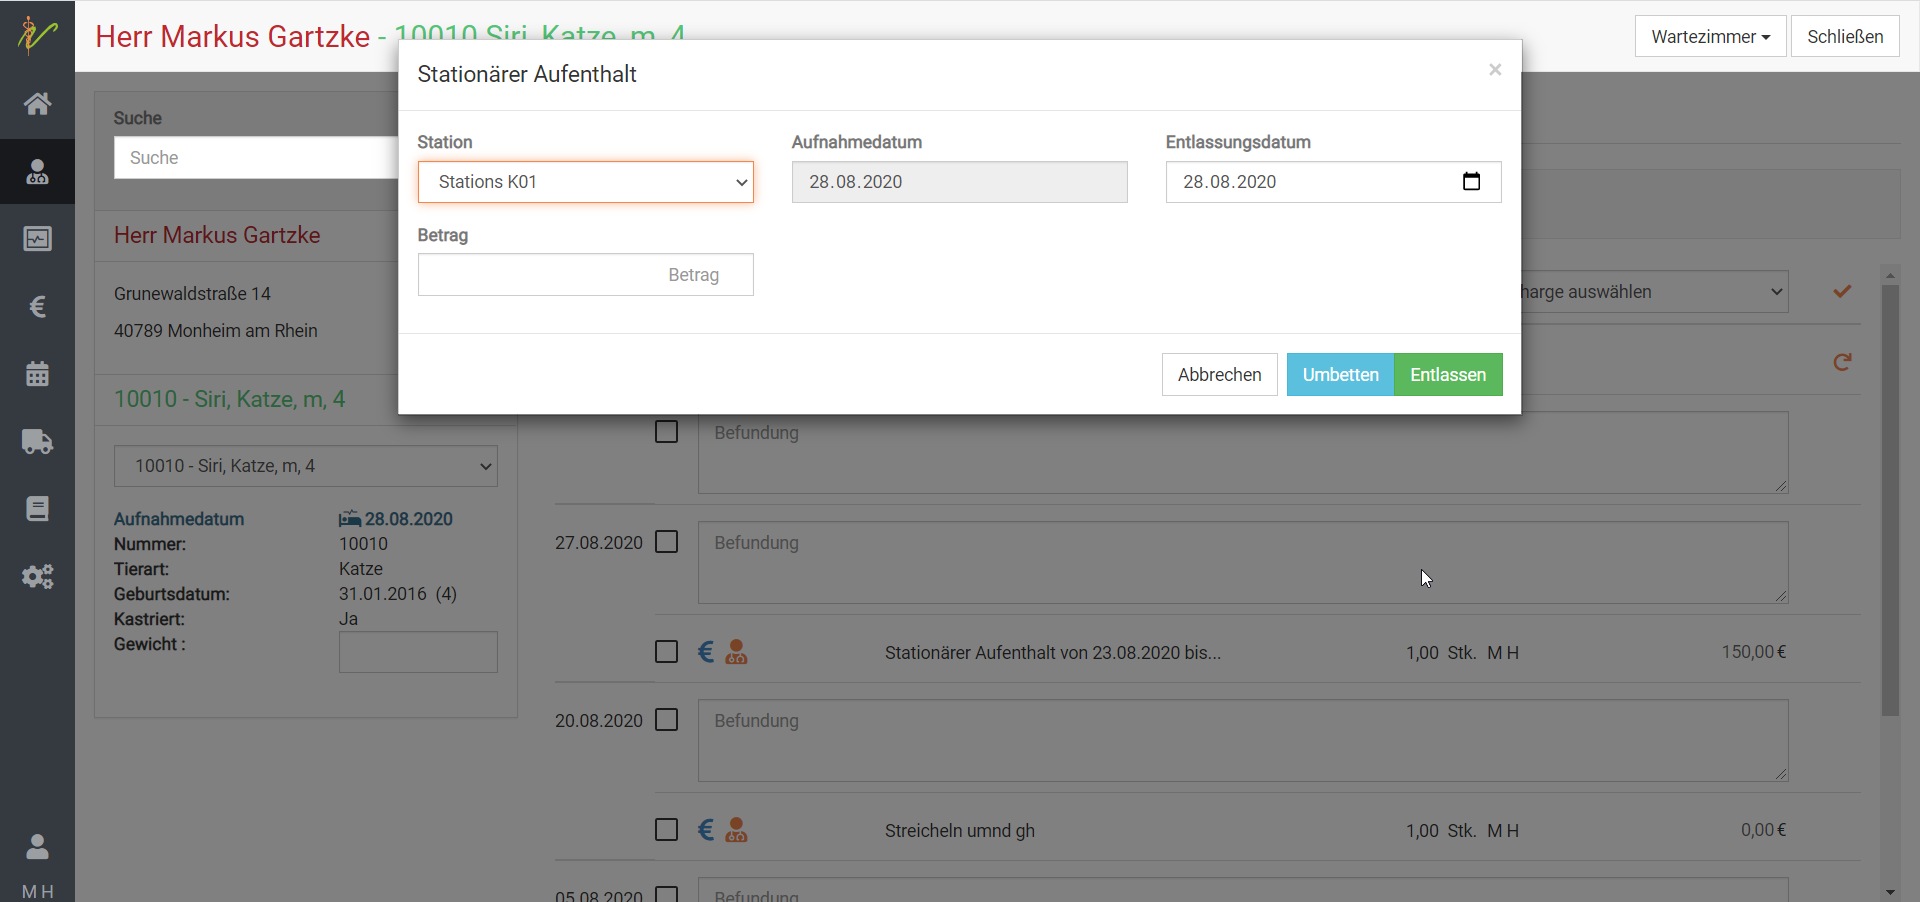 Herr Markus Gartzke - 10010 Siri, Katze, m, 4
Wartezimmer
Schließen
Stationärer Aufenthalt
×
Suche
Suche
Station
Aufnahmedatum
Entlassungsdatum
Stations K01
28.08.2020
28.08.2020
Betrag
Betrag
Abbrechen
Umbetten
Entlassen
Herr Markus Gartzke
Grunewaldstraße 14
40789 Monheim am Rhein
10010 - Siri, Katze, m, 4
10010 - Siri, Katze, m, 4
Aufnahmedatum 28.08.2020
Nummer: 10010
Tierart: Katze
Geburtsdatum: 31.01.2016 (4)
Kastriert: Ja
Gewicht :
harge auswählen
Befundung
27.08.2020
Befundung
€ Stationärer Aufenthalt von 23.08.2020 bis... 1,00 Stk. M H 150,00 €
20.08.2020
Befundung
€ Streicheln umnd gh 1,00 Stk. M H 0,00 €
05.08.2020
Befundung
€
M H